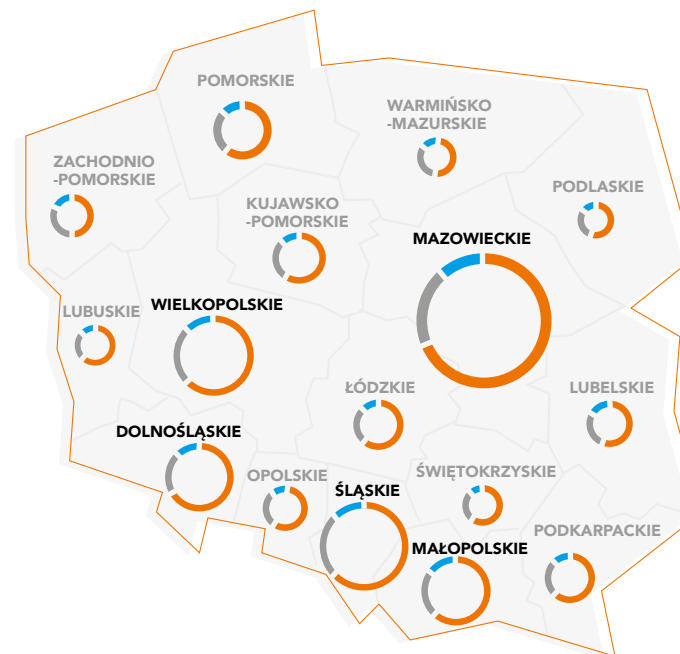 POMORSKIE
WARMIŃSKO
-MAZURSKIE
ZACHODNIO
-POMORSKIE
PODLASKIE
KUJAWSKO
-POMORSKIE
MAZOWIECKIE
WIELKOPOLSKIE
LUBUSKIE
ŁÓDZKIE
LUBELSKIE
DOLNOŚLĄSKIE
OPOLSKIE
ŚLĄSKIE
ŚWIĘTOKRZYSKIE
MAŁOPOLSKIE
PODKARPACKIE